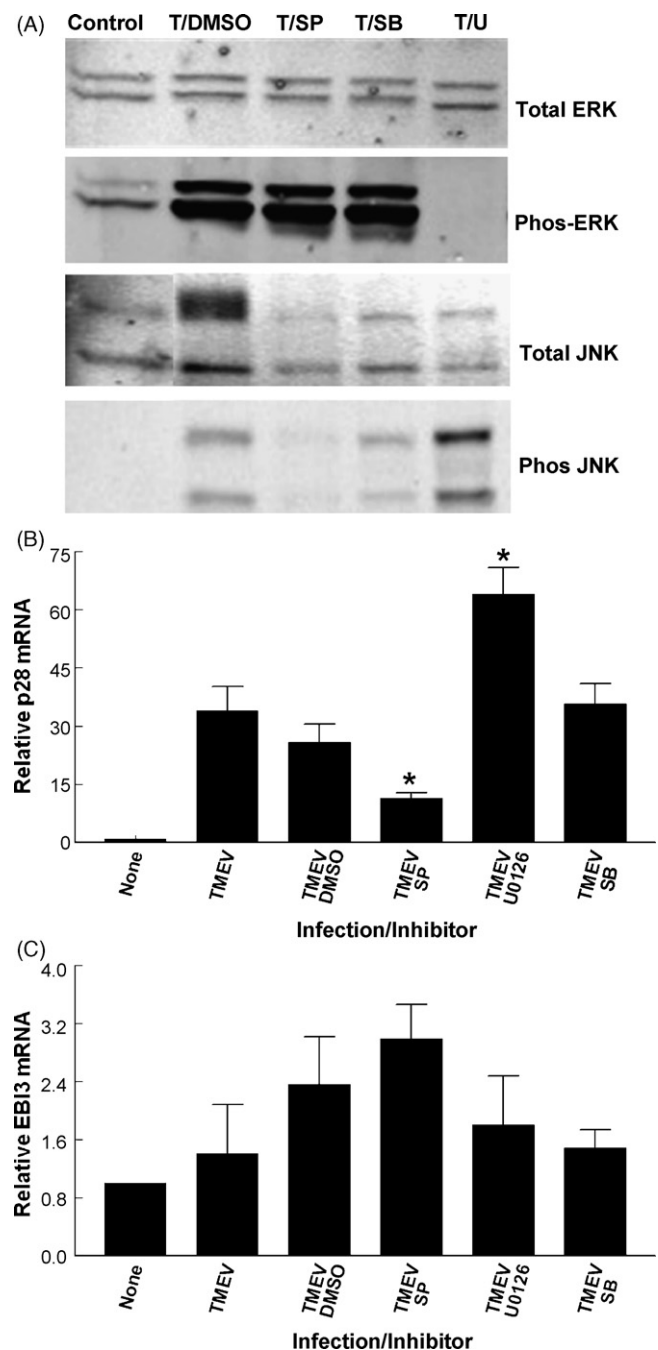 (A)
Control T/DMSO T/SP T/SB T/U
Total ERK
Phos-ERK
Total JNK
Phos JNK
(B)
Relative p28 mRNA
75
60
45
30
15
0
*
*
None
TMEV
TMEV DMSO
TMEV SP
TMEV U0126
TMEV SB
Infection/Inhibitor
(C)
Relative EBI3 mRNA
4.0
3.2
2.4
1.6
0.8
0.0
None
TMEV
TMEV DMSO
TMEV SP
TMEV U0126
TMEV SB
Infection/Inhibitor